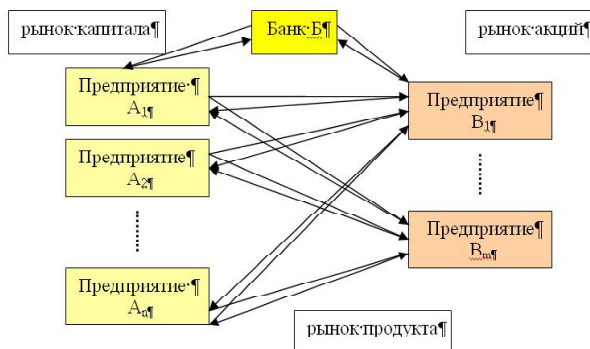 рынок·капитала¶
Банк·Б¶
рынок·акций¶
Предприятие·¶
А₁¶
Предприятие¶
В₁¶
Предприятие¶
А₂¶
Предприятие¶
Вₘ¶
Предприятие·¶
Аₙ¶
рынок·продукта¶